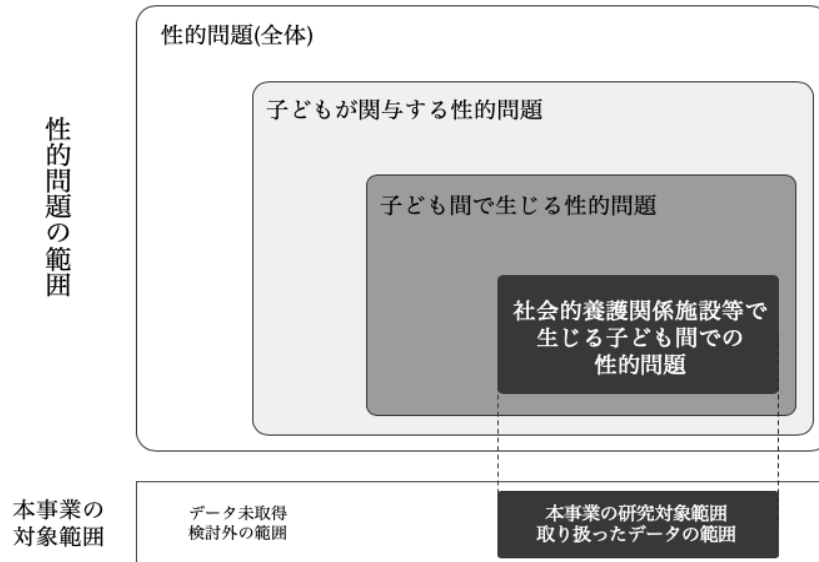 性的問題(全体)
子どもが関与する性的問題
性的問題の範囲
子ども間で生じる性的問題
社会的養護関係施設等で
生じる子ども間での
性的問題
本事業の
対象範囲
データ未取得
検討外の範囲
本事業の研究対象範囲
取り扱ったデータの範囲